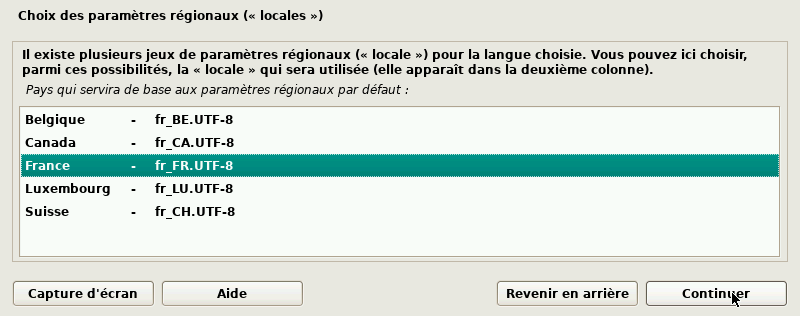 Choix des paramètres régionaux (« locales »)
Il existe plusieurs jeux de paramètres régionaux (« locale ») pour la langue choisie. Vous pouvez ici choisir,
parmi ces possibilités, la « locale » qui sera utilisée (elle apparaît dans la deuxième colonne).
Pays qui servira de base aux paramètres régionaux par défaut :
Belgique - fr_BE.UTF-8
Canada - fr_CA.UTF-8
France - fr_FR.UTF-8
Luxembourg - fr_LU.UTF-8
Suisse - fr_CH.UTF-8
Capture d'écran Aide Revenir en arrière Continuer